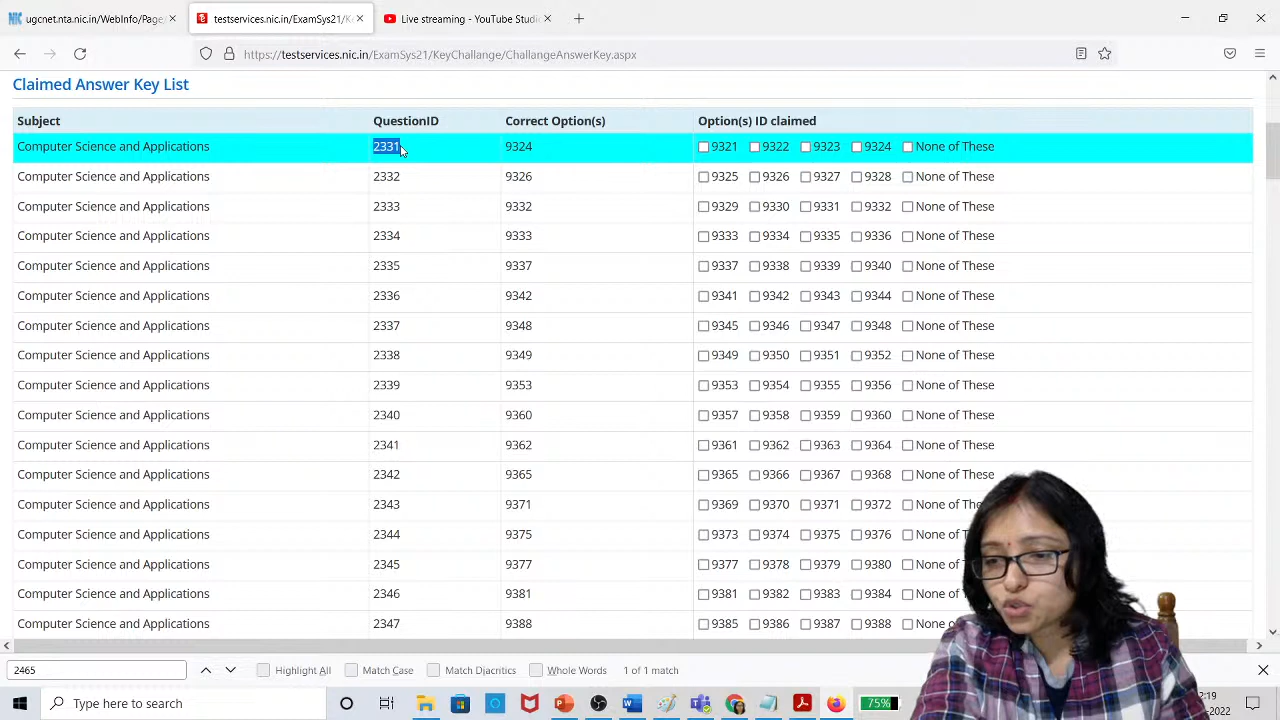 NIC ugcnet.nta.nic.in/WebInfo/Page/
testservices.nic.in/ExamSys21/K
Live streaming - YouTube Studio
https://testservices.nic.in/ExamSys21/KeyChallange/ChallangeAnswerKey.aspx
Claimed Answer Key List
Subject QuestionID Correct Option(s) Option(s) ID claimed
Computer Science and Applications 2331 9324 9321 9322 9323 9324 None of These
Computer Science and Applications 2332 9326 9325 9326 9327 9328 None of These
Computer Science and Applications 2333 9332 9329 9330 9331 9332 None of These
Computer Science and Applications 2334 9333 9333 9334 9335 9336 None of These
Computer Science and Applications 2335 9337 9337 9338 9339 9340 None of These
Computer Science and Applications 2336 9342 9341 9342 9343 9344 None of These
Computer Science and Applications 2337 9348 9345 9346 9347 9348 None of These
Computer Science and Applications 2338 9349 9349 9350 9351 9352 None of These
Computer Science and Applications 2339 9353 9353 9354 9355 9356 None of These
Computer Science and Applications 2340 9360 9357 9358 9359 9360 None of These
Computer Science and Applications 2341 9362 9361 9362 9363 9364 None of These
Computer Science and Applications 2342 9365 9365 9366 9367 9368 None of These
Computer Science and Applications 2343 9371 9369 9370 9371 9372 None of
Computer Science and Applications 2344 9375 9373 9374 9375 9376 None of
Computer Science and Applications 2345 9377 9377 9378 9379 9380 None of
Computer Science and Applications 2346 9381 9381 9382 9383 9384 None of
Computer Science and Applications 2347 9388 9385 9386 9387 9388 None
2465 Highlight All Match Case Match Diacritics Whole Words 1 of 1 match
Type here to search
75%